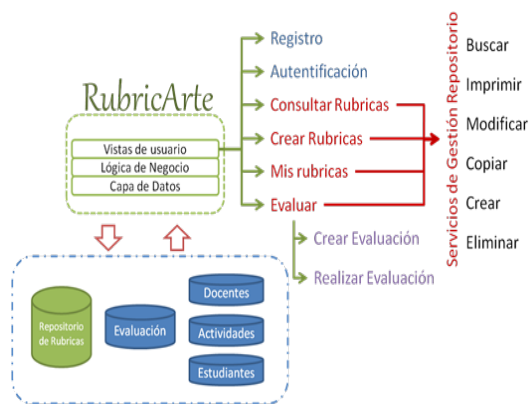 RubricArte
Vistas de usuario
Lógica de Negocio
Capa de Datos
Registro
Autentificación
Consultar Rubricas
Crear Rubricas
Mis rubricas
Evaluar
Crear Evaluación
Realizar Evaluación
Servicios de Gestión Repositorio
Buscar
Imprimir
Modificar
Copiar
Crear
Eliminar
Repositorio
de Rubricas
Evaluación
Docentes
Actividades
Estudiantes